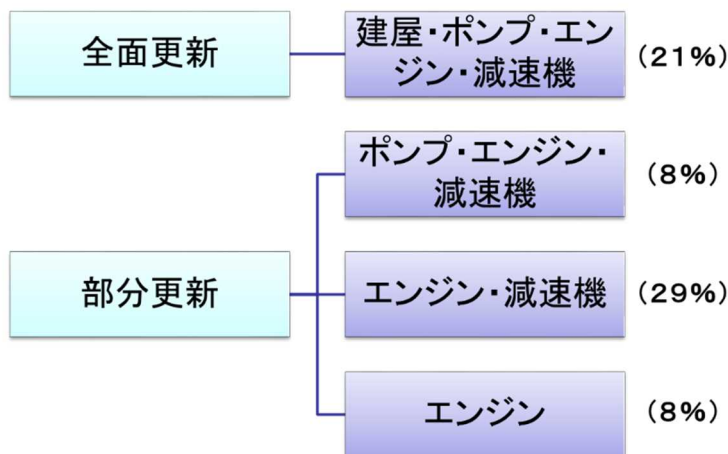 全面更新
建屋・ポンプ・エン
ジン・減速機
(21%)
ポンプ・エンジン・
減速機
(8%)
部分更新
エンジン・減速機
(29%)
エンジン
(8%)